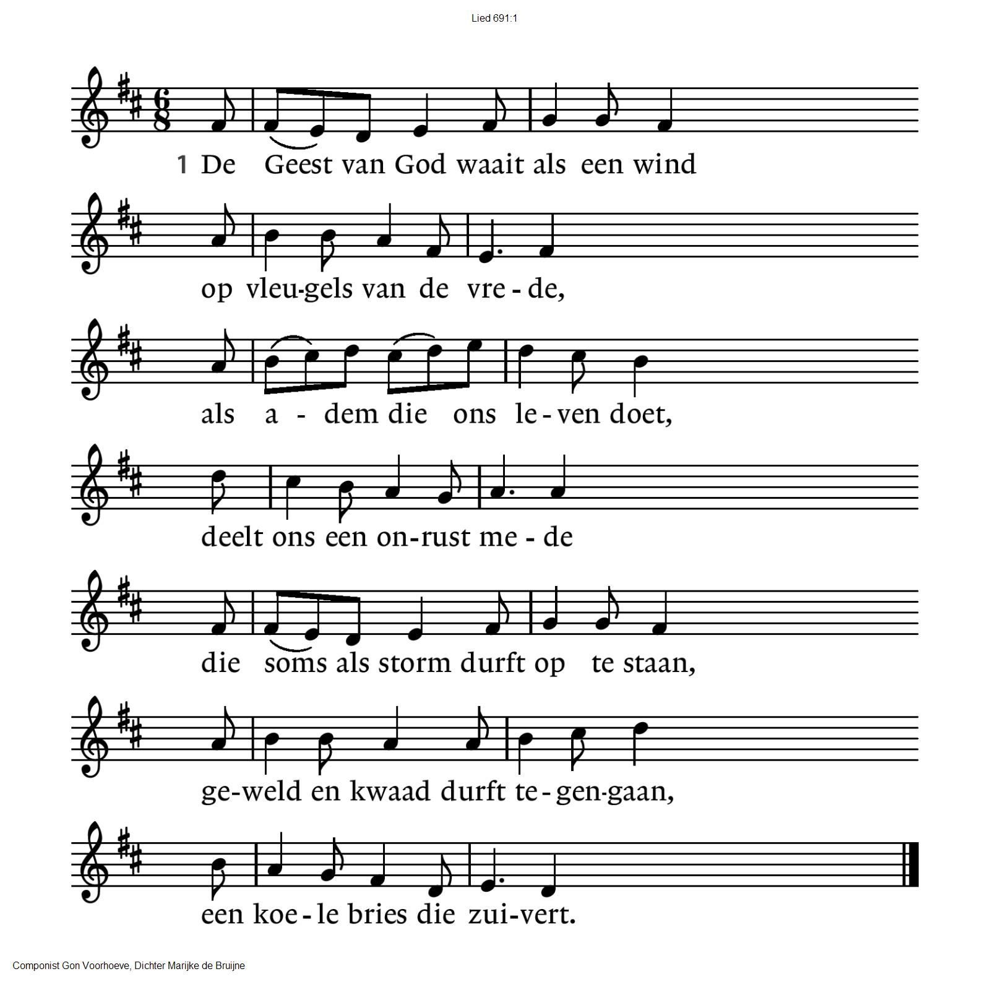 Lied 691:1
6
8
1 De Geest van God waait als een wind
op vleu-gels van de vre - de,
als a - dem die ons le - ven doet,
deelt ons een on-rust me - de
die soms als storm durft op te staan,
ge-weld en kwaad durft te - gen-gaan,
een koe - le bries die zui-vert.
Componist Gon Voorhoeve, Dichter Marijke de Bruijne